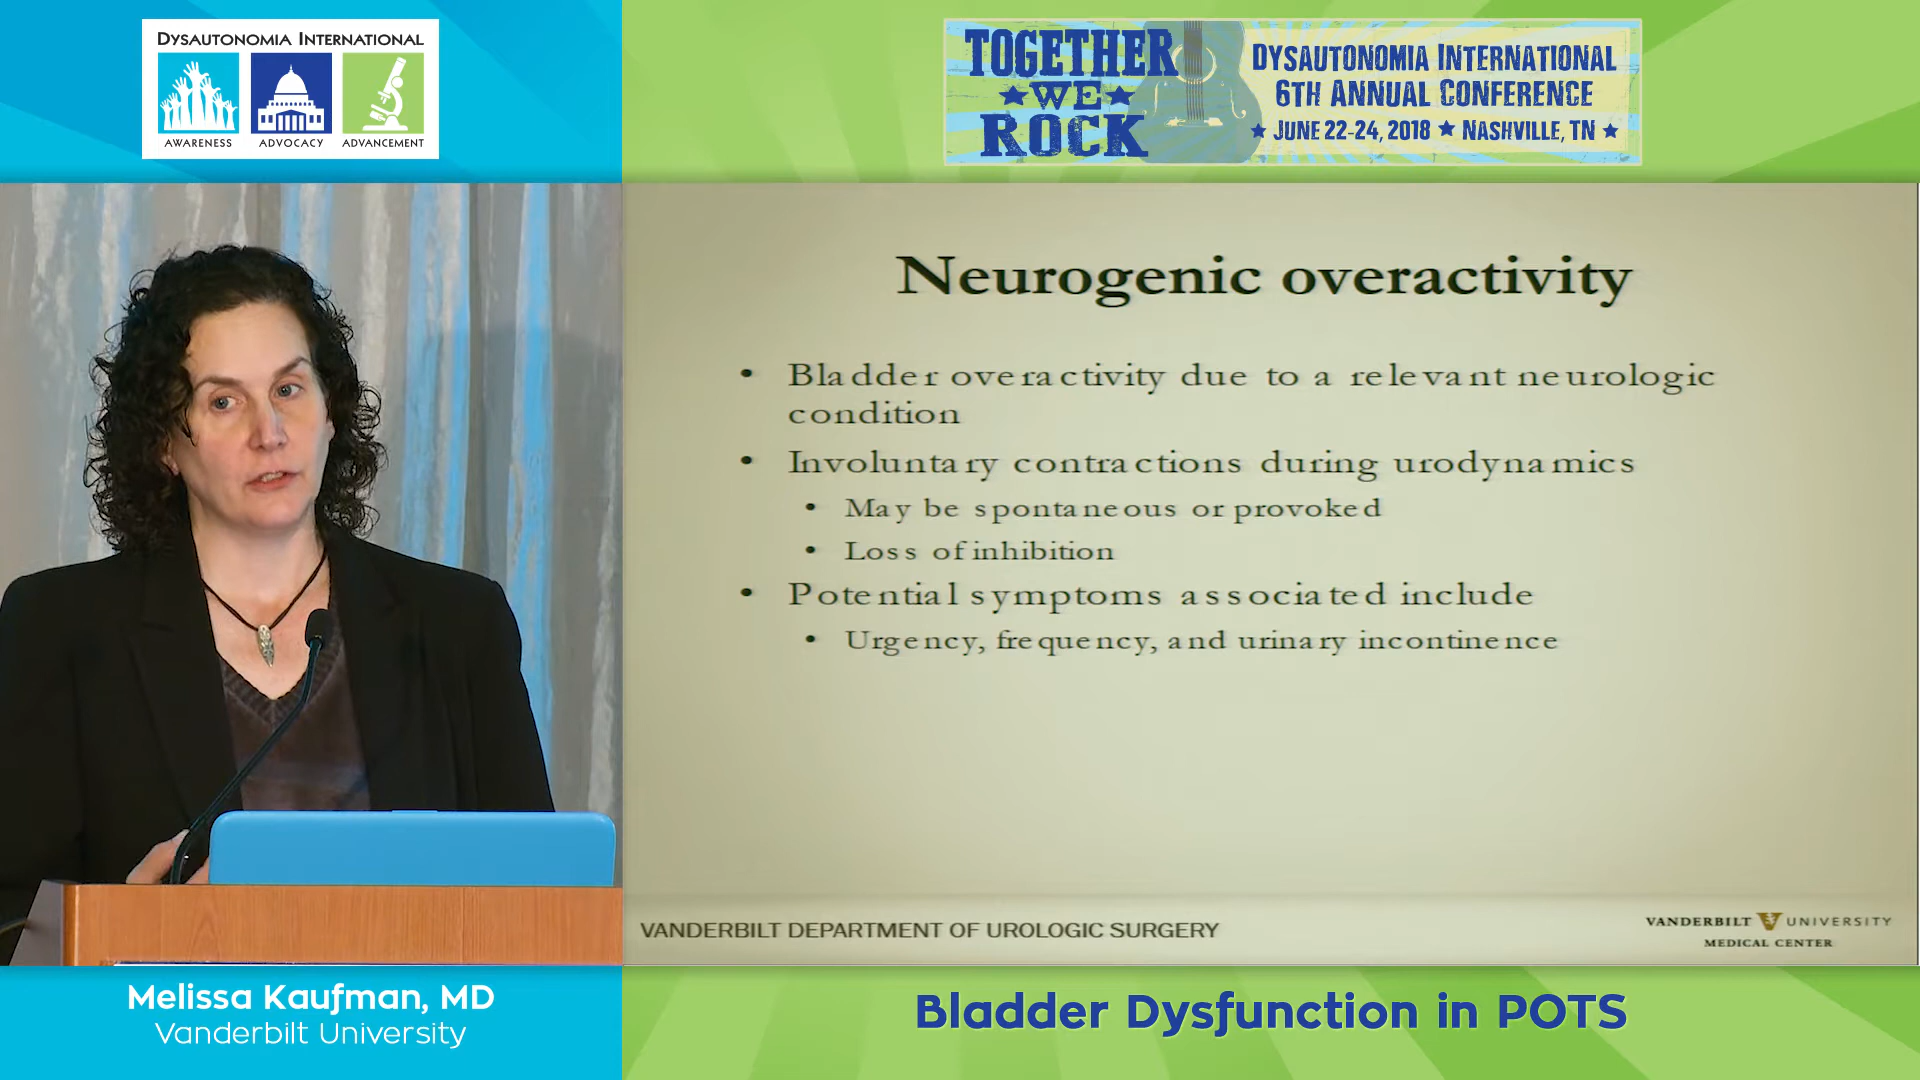 DYSAUTONOMIA INTERNATIONAL
AWARENESS ADVOCACY ADVANCEMENT
TOGETHER
WE
ROCK
DYSAUTONOMIA INTERNATIONAL
6TH ANNUAL CONFERENCE
JUNE 22-24, 2018 NASHVILLE, TN
Neurogenic overactivity
• Bladder overactivity due to a relevant neurologic
condition
• Involuntary contractions during urodynamics
• May be spontaneous or provoked
• Loss of inhibition
• Potential symptoms associated include
• Urgency, frequency, and urinary incontinence
VANDERBILT DEPARTMENT OF UROLOGIC SURGERY
VANDERBILT UNIVERSITY
MEDICAL CENTER
Melissa Kaufman, MD
Vanderbilt University
Bladder Dysfunction in POTS